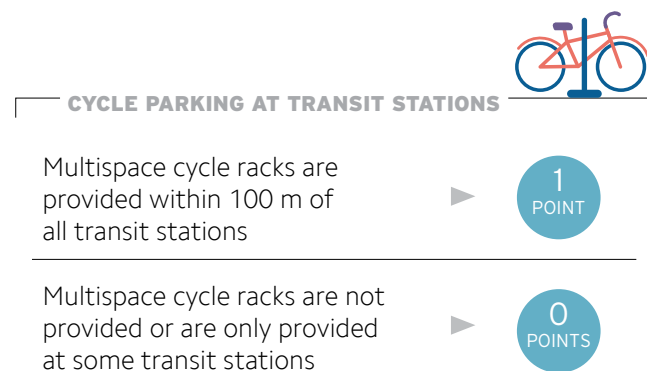 CYCLE PARKING AT TRANSIT STATIONS
Multispace cycle racks are
provided within 100 m of
all transit stations
1
POINT
Multispace cycle racks are not
provided or are only provided
at some transit stations
0
POINTS